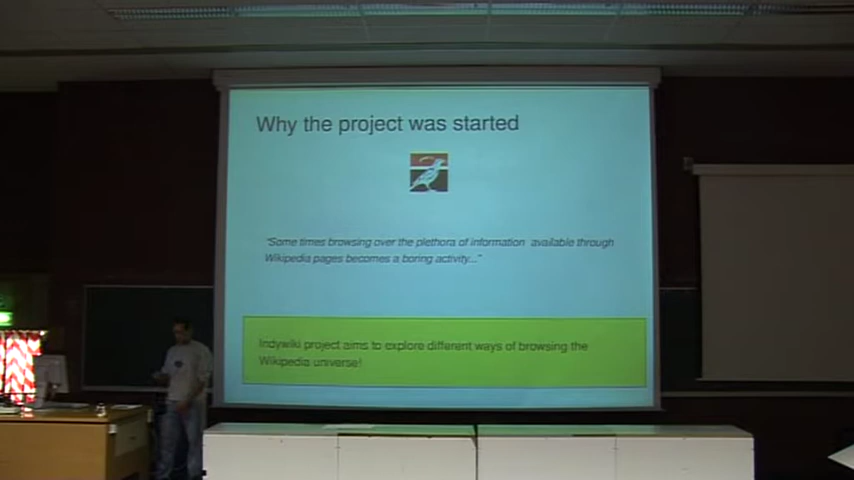 Why the project was started
"Some times browsing over the plethora of information available through
Wikipedia pages becomes a boring activity..."
Indywiki project aims to explore different ways of browsing the
Wikipedia universe!